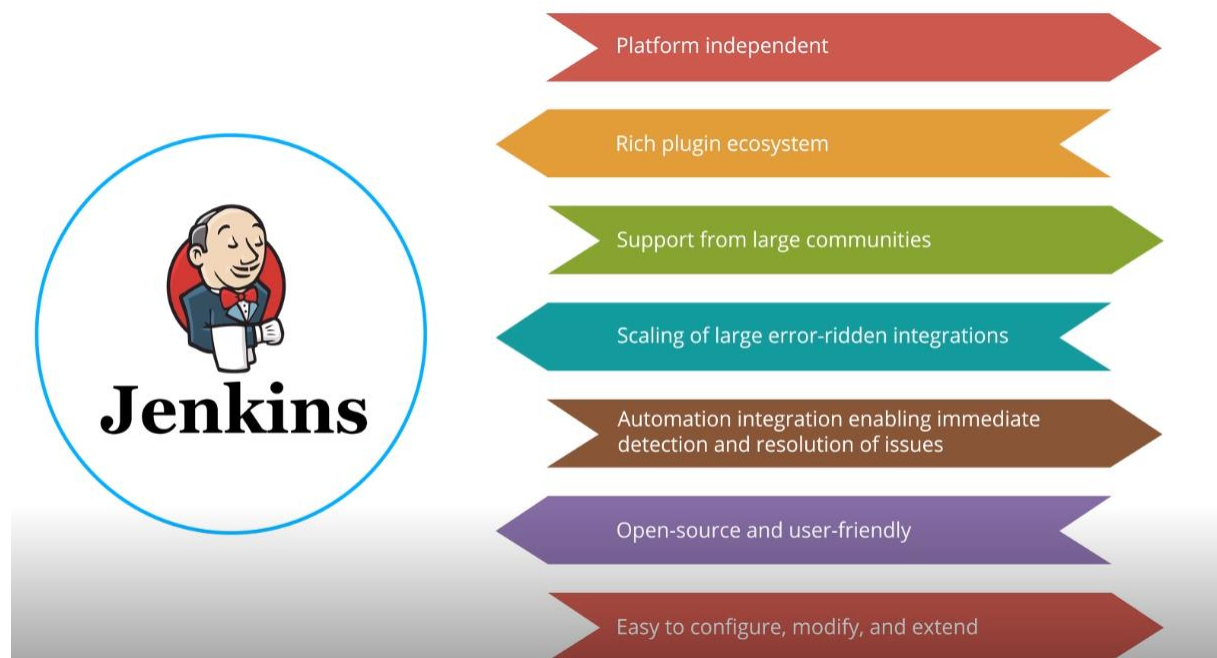 Platform independent
Rich plugin ecosystem
Support from large communities
Scaling of large error-ridden integrations
Automation integration enabling immediate
detection and resolution of issues
Open-source and user-friendly
Easy to configure, modify, and extend
Jenkins